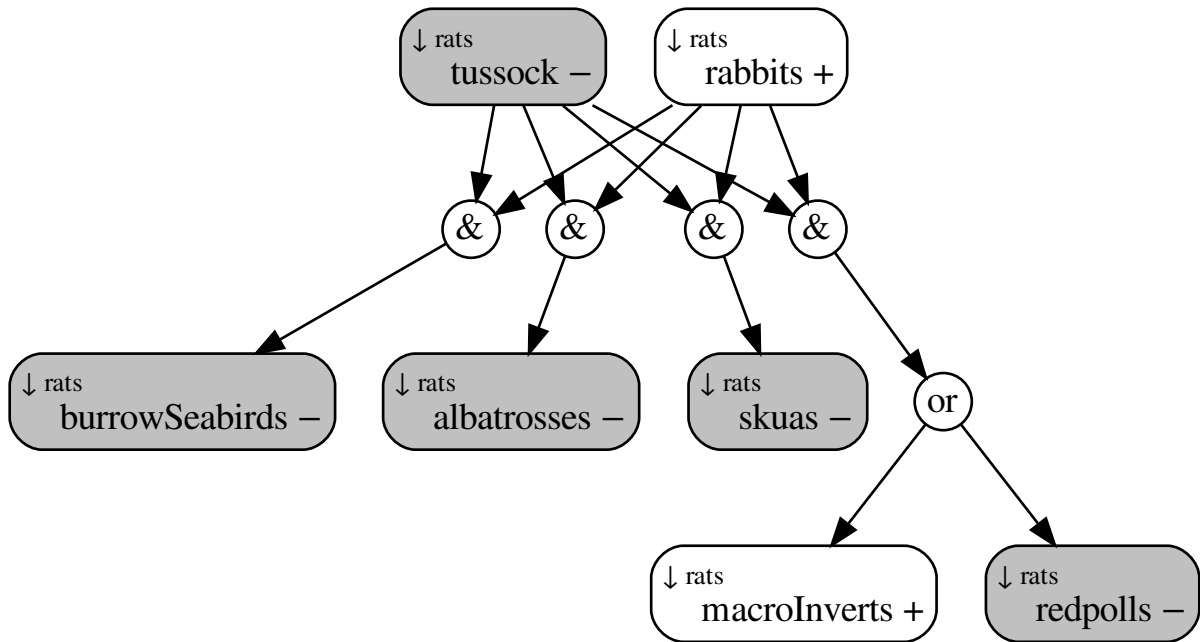 ↓ rats
tussock −
↓ rats
rabbits +
&
&
&
&
↓ rats
burrowSeabirds −
↓ rats
albatrosses −
↓ rats
skuas −
or
↓ rats
macroInverts +
↓ rats
redpolls −